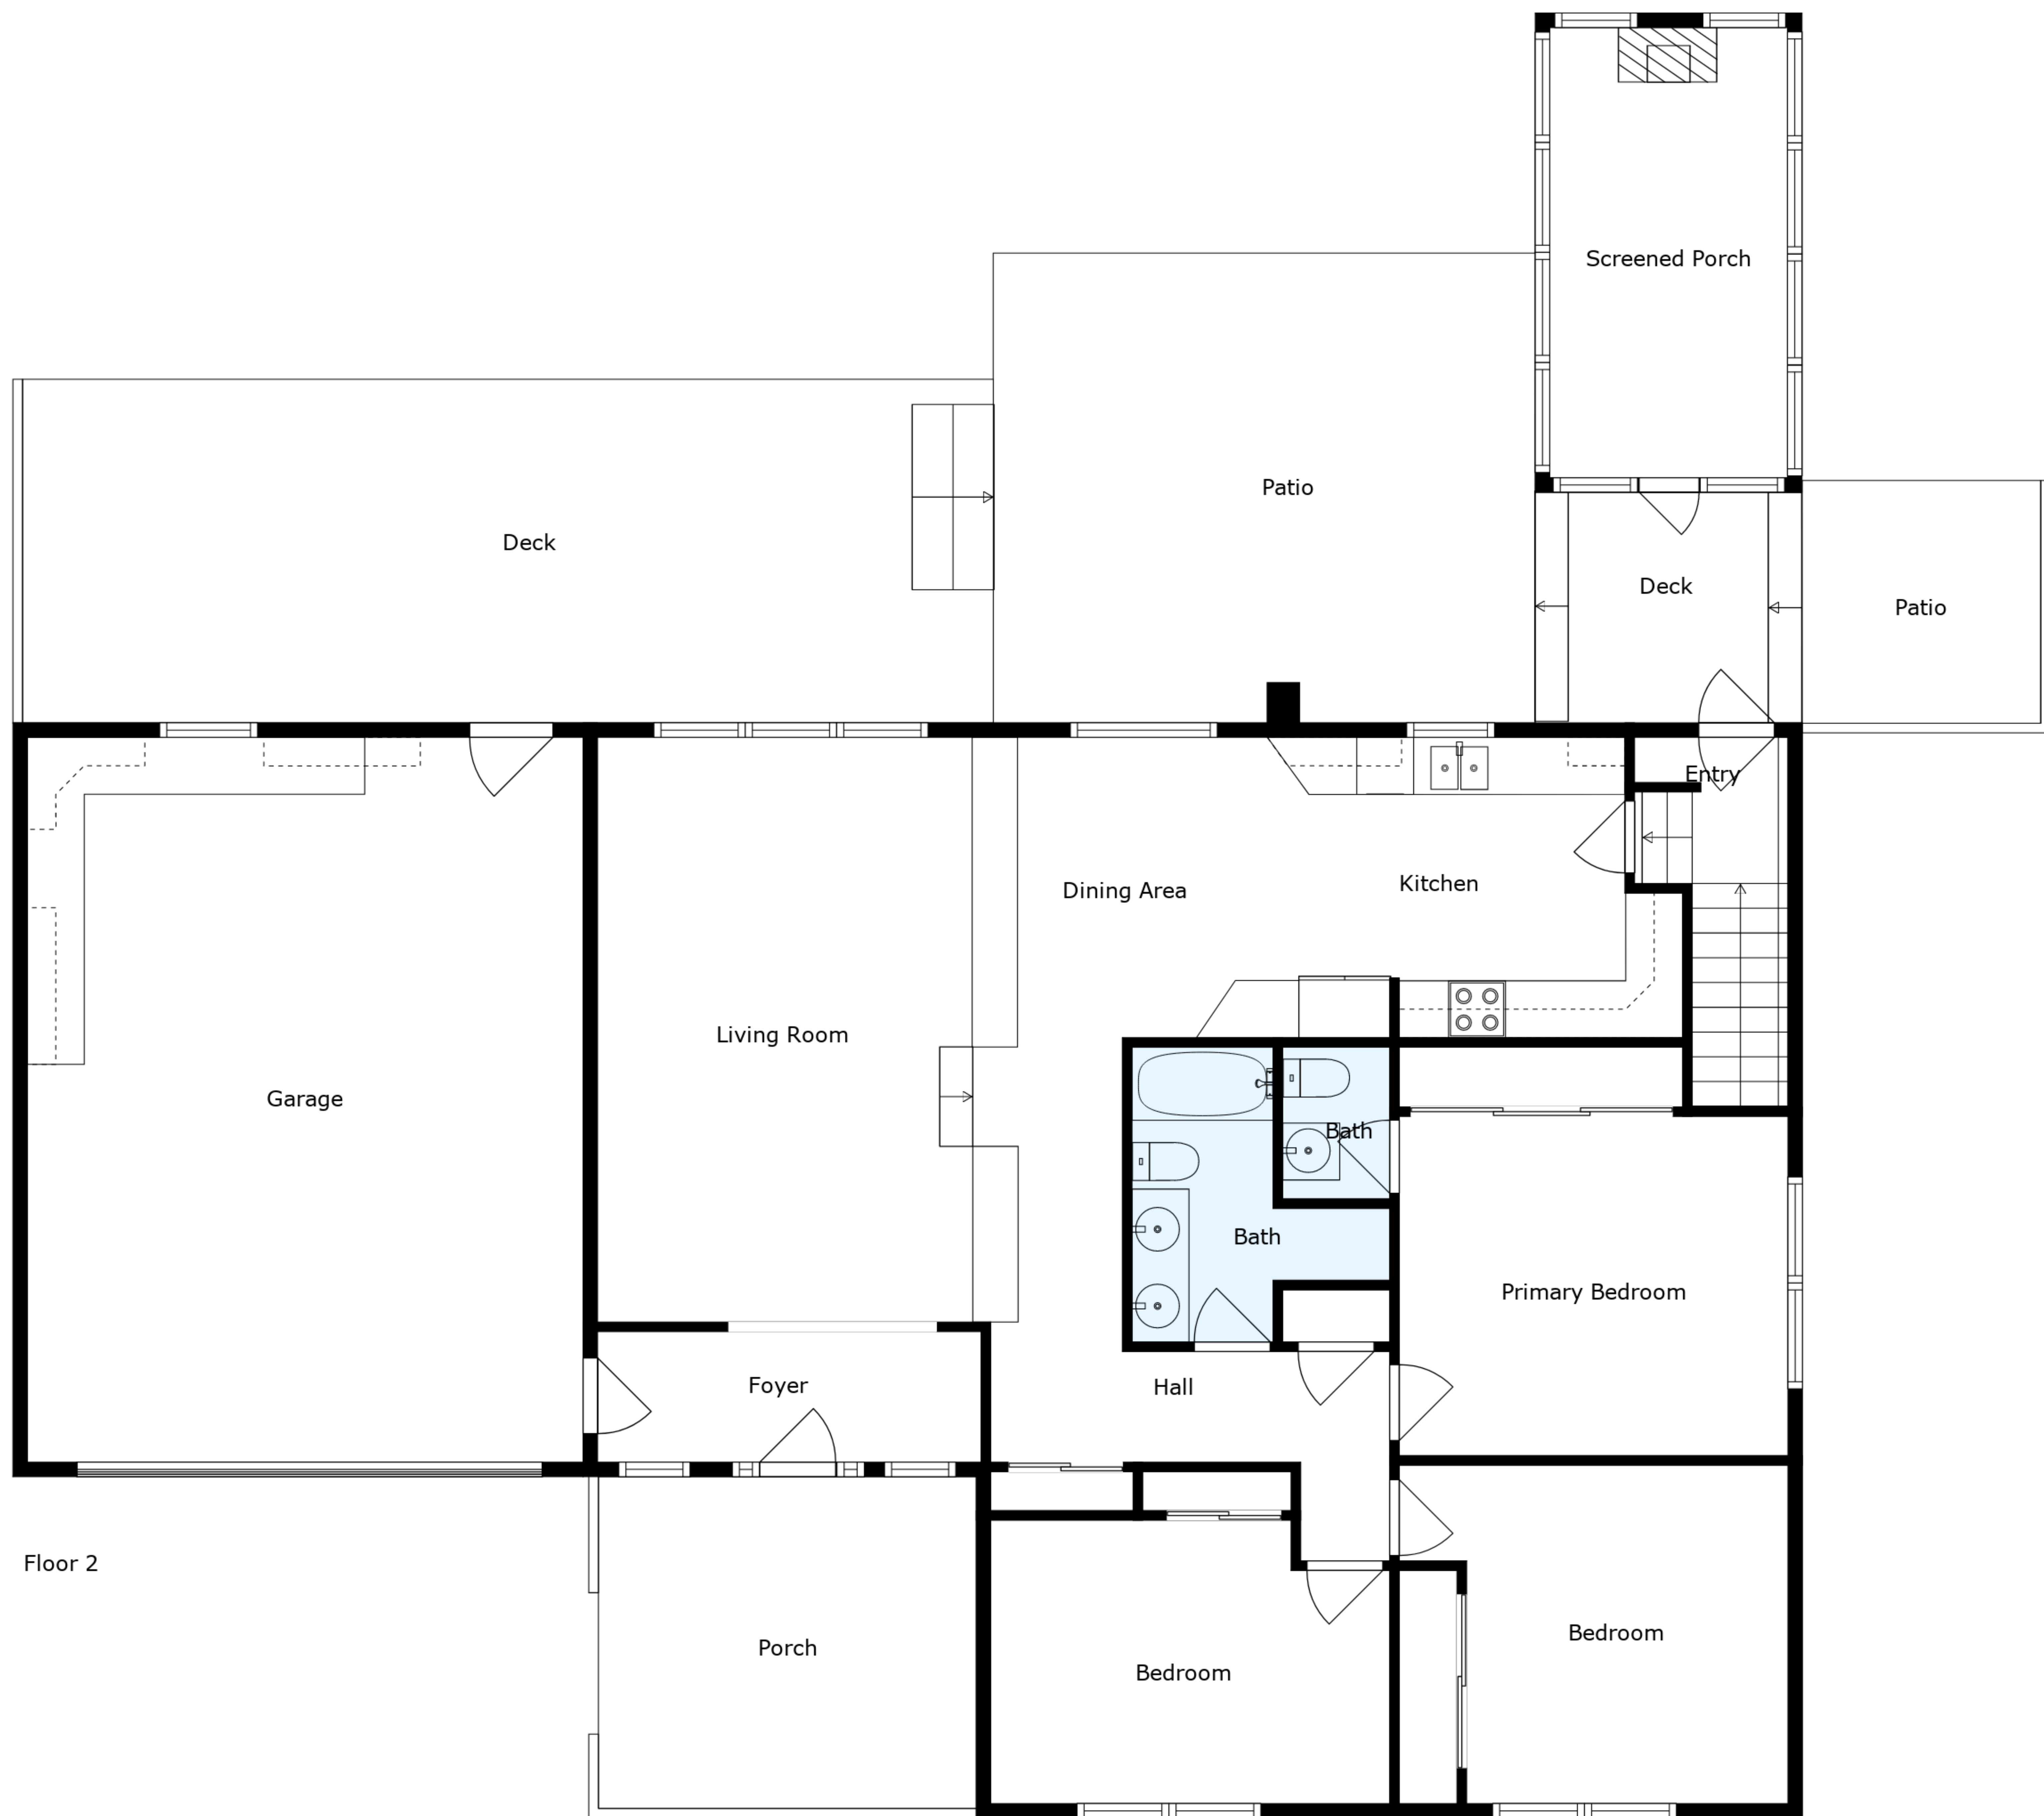 Screened Porch
Patio
Deck
Deck
Patio
Entry
Dining Area
Kitchen
Living Room
Garage
Bath
Bath
Primary Bedroom
Foyer
Hall
Floor 2
Porch
Bedroom
Bedroom